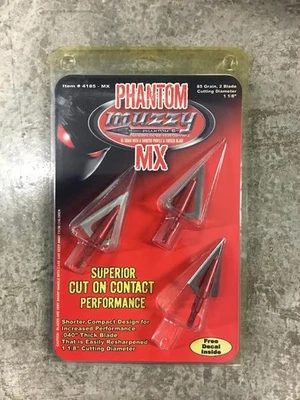 Item # 4185 - MX
85 Grain, 2 Blade
Cutting Diameter
1 1/8"
PHANTOM
muzzy
MX
SUPERIOR
CUT ON CONTACT
PERFORMANCE
Shorter Compact Design for
Increased Performance
.040" Thick Blade
That is Easily Resharpened
1 1/8" Cutting Diameter
Free
Decal
Inside